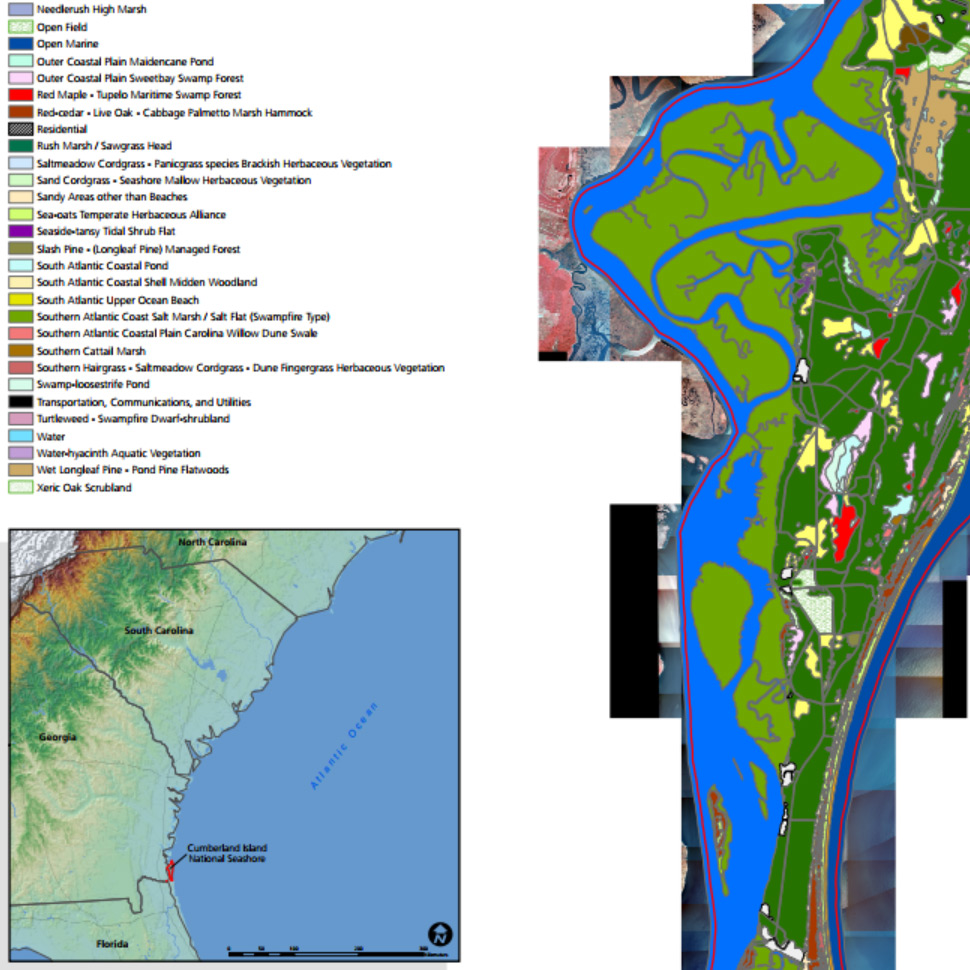 Needlerush High Marsh
Open Field
Open Marine
Outer Coastal Plain Maidencane Pond
Outer Coastal Plain Sweetbay Swamp Forest
Red Maple • Tupelo Maritime Swamp Forest
Red•cedar • Live Oak • Cabbage Palmetto Marsh Hammock
Residential
Rush Marsh / Sawgrass Head
Saltmeadow Cordgrass • Panicgrass species Brackish Herbaceous Vegetation
Sand Cordgrass • Seashore Mallow Herbaceous Vegetation
Sandy Areas other than Beaches
Sea•oats Temperate Herbaceous Alliance
Seaside•tansy Tidal Shrub Flat
Slash Pine • (Longleaf Pine) Managed Forest
South Atlantic Coastal Pond
South Atlantic Coastal Shell Midden Woodland
South Atlantic Upper Ocean Beach
Southern Atlantic Coast Salt Marsh / Salt Flat (Swampfire Type)
Southern Atlantic Coastal Plain Carolina Willow Dune Swale
Southern Cattail Marsh
Southern Hairgrass • Saltmeadow Cordgrass • Dune Fingergrass Herbaceous Vegetation
Swamp•loosestrife Pond
Transportation, Communications, and Utilities
Turtleweed • Swampfire Dwarf•shrubland
Water
Water•hyacinth Aquatic Vegetation
Wet Longleaf Pine • Pond Pine Flatwoods
Xeric Oak Scrubland
North Carolina
South Carolina
Georgia
Atlantic Ocean
Cumberland Island
National Seashore
Florida